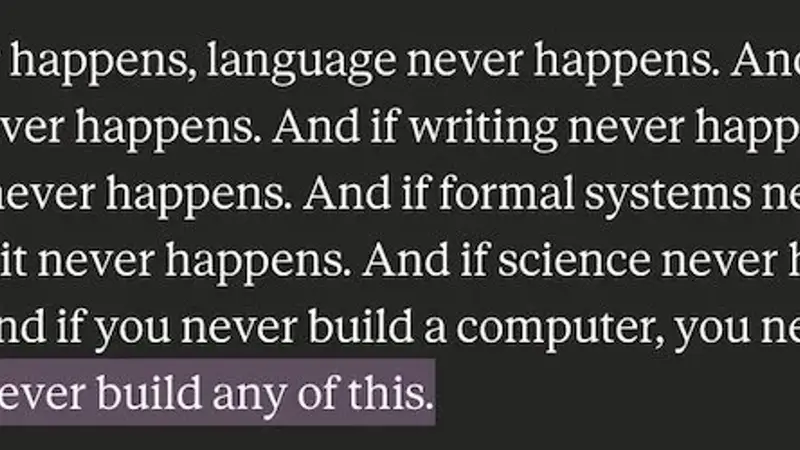 happens, language never happens. And
ver happens. And if writing never happ
never happens. And if formal systems ne
it never happens. And if science never h
nd if you never build a computer, you ne
ever build any of this.